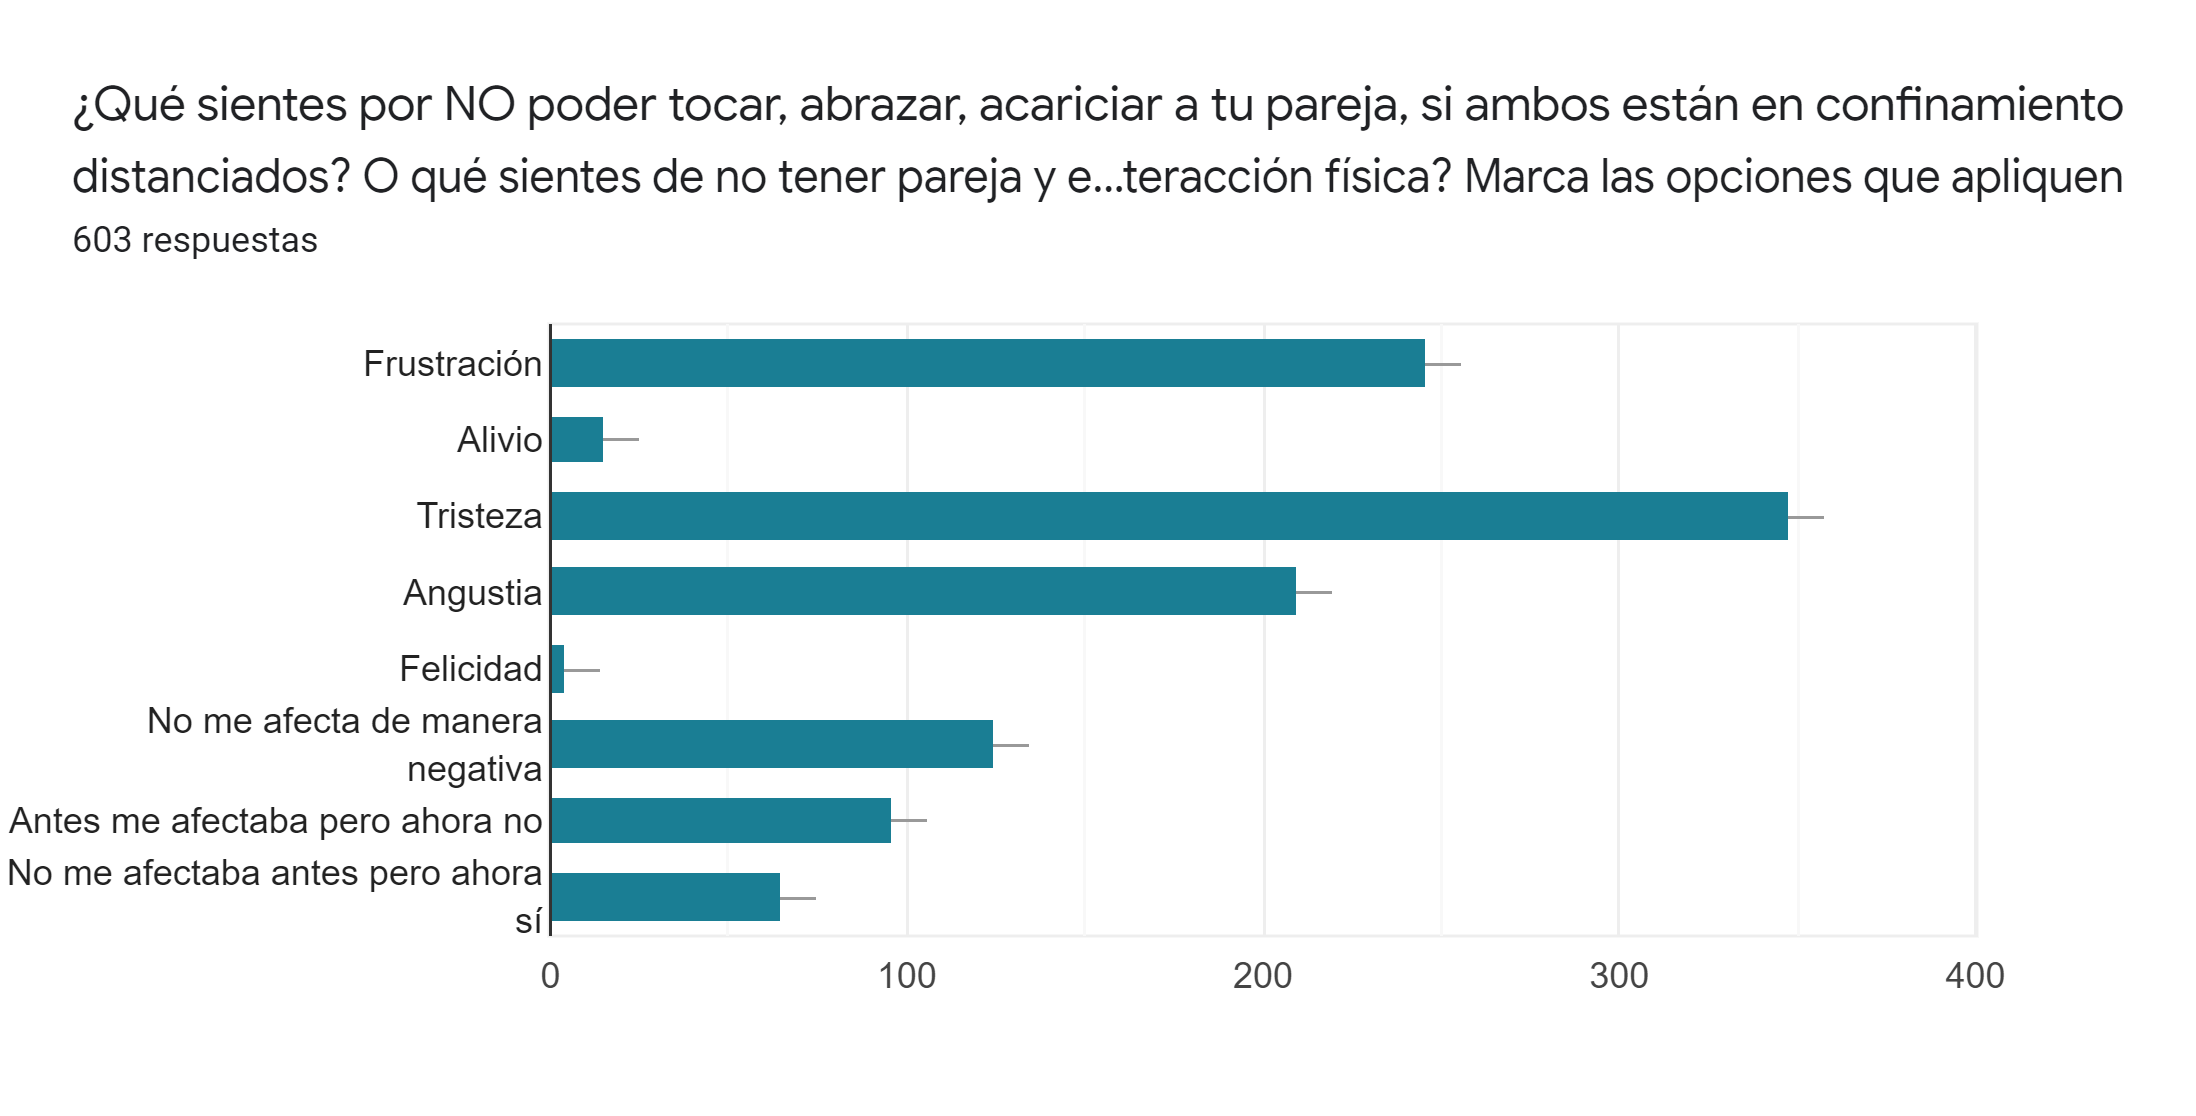 ¿Qué sientes por NO poder tocar, abrazar, acariciar a tu pareja, si ambos están en confinamiento
distanciados? O qué sientes de no tener pareja y e...teracción física? Marca las opciones que apliquen
603 respuestas
Frustración
Alivio
Tristeza
Angustia
Felicidad
No me afecta de manera
negativa
Antes me afectaba pero ahora no
No me afectaba antes pero ahora
sí
0 100 200 300 400